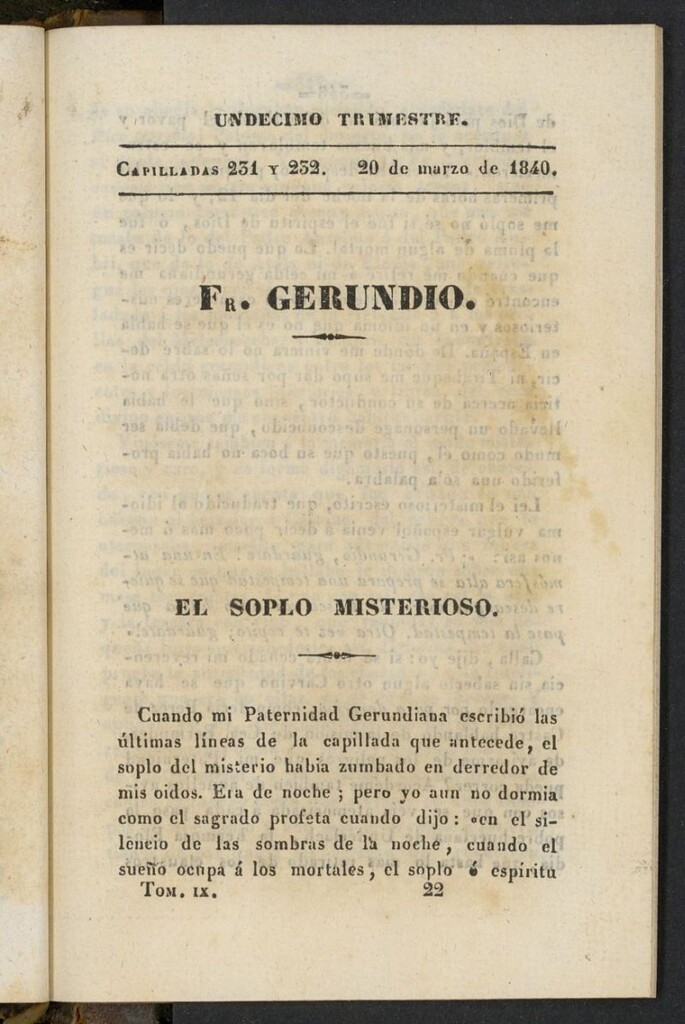 UNDECIMO TRIMESTRE.
CAPILLADAS 231 Y 232. 20 de marzo de 1840.
FR. GERUNDIO.
EL SOPLO MISTERIOSO.
Cuando mi Paternidad Gerundiana escribió las
últimas líneas de la capillada que antecede, el
soplo del misterio habia zumbado en derredor de
mis oidos. Era de noche; pero yo aun no dormia
como el sagrado profeta cuando dijo: «en el si-
lencio de las sombras de la noche, cuando el
sueño ocupa á los mortales, el soplo ó espíritu
TOM. IX. 22